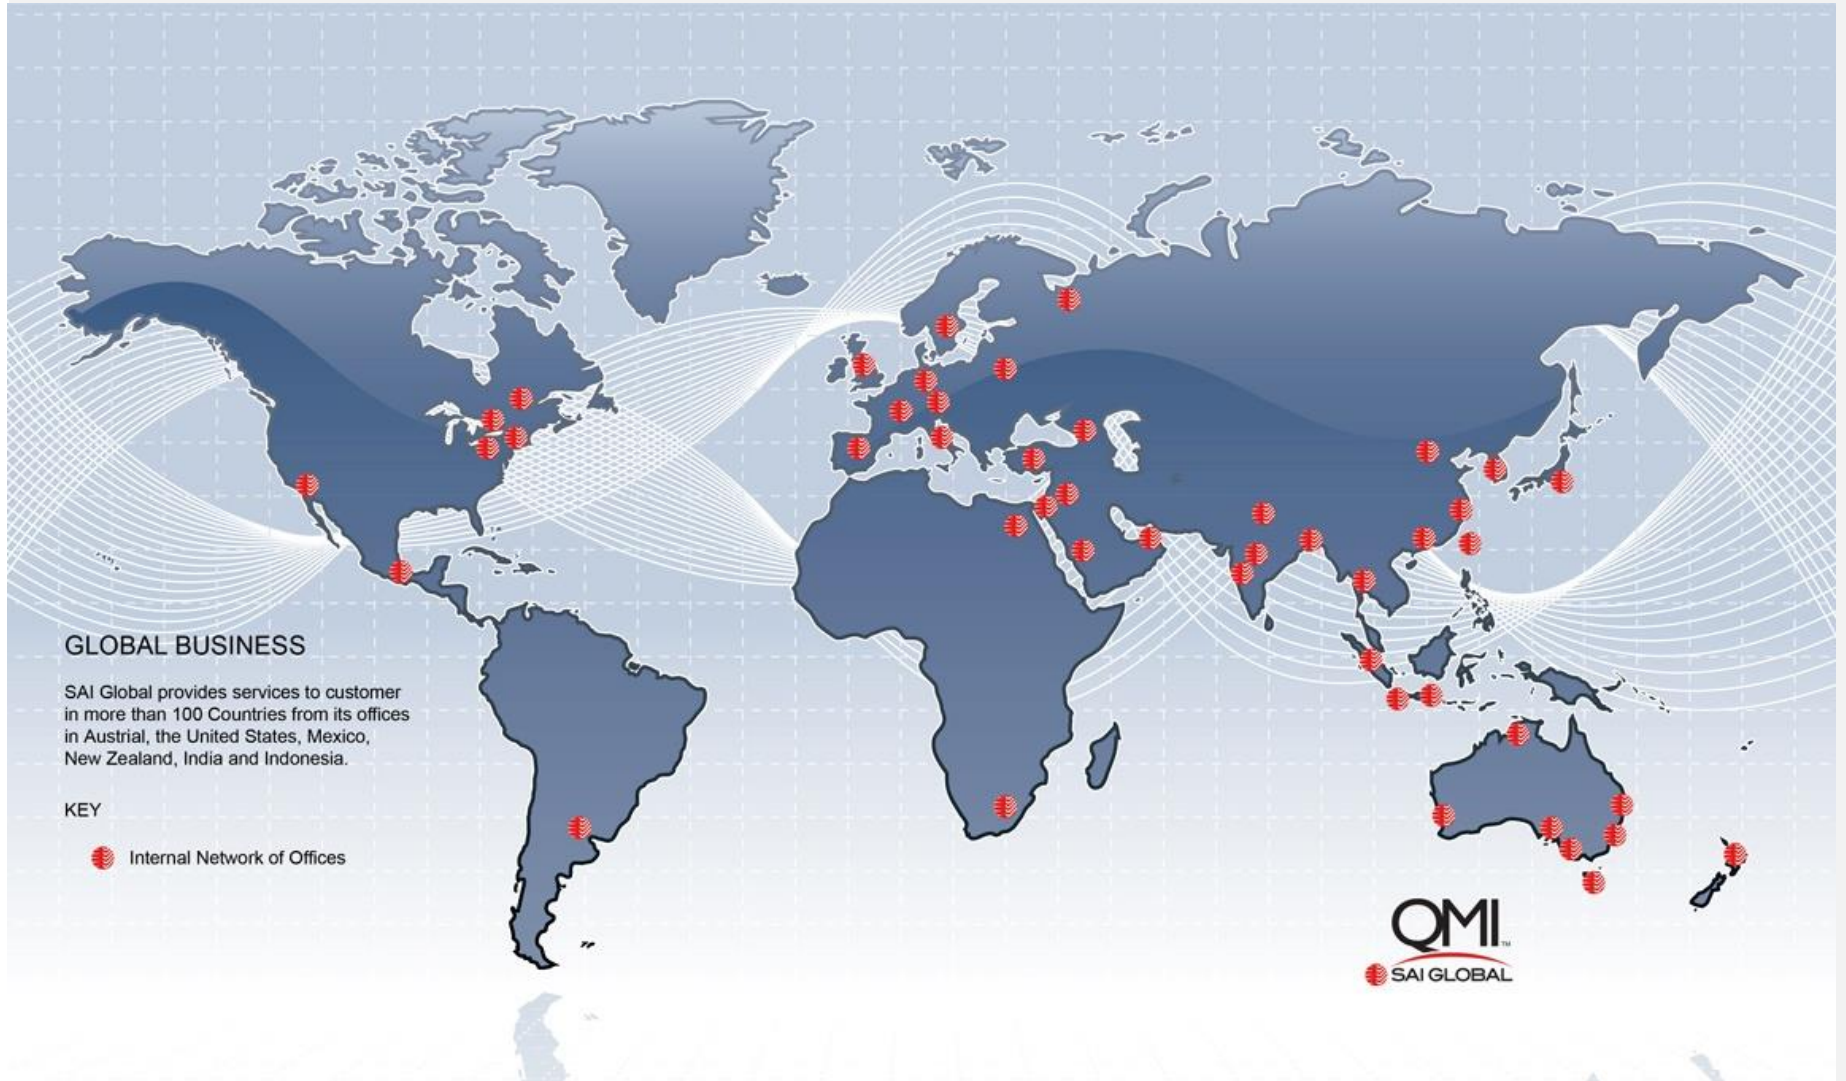 GLOBAL BUSINESS
SAI Global provides services to customer
in more than 100 Countries from its offices
in Austrial, the United States, Mexico,
New Zealand, India and Indonesia.
KEY
Internal Network of Offices
QMI™
SAI GLOBAL